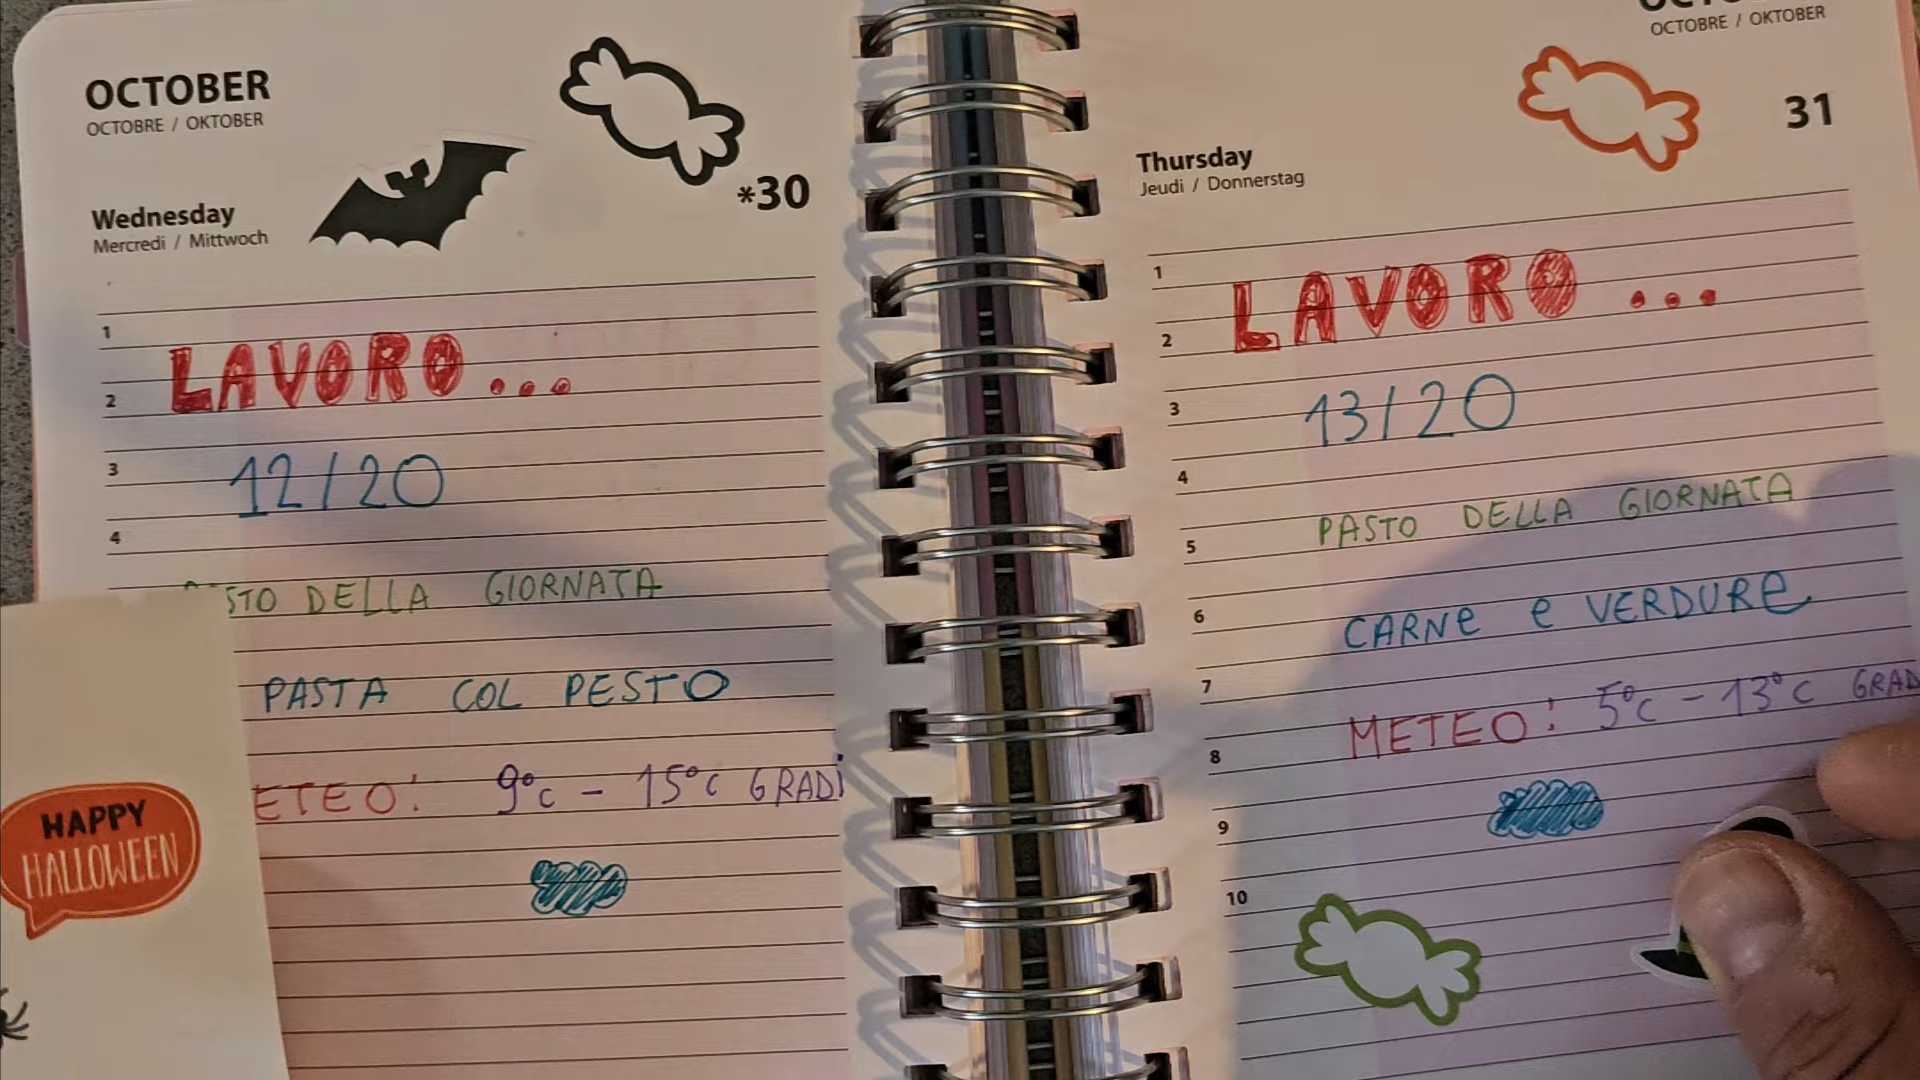 OCTOBER
OCTOBRE / OKTOBER
*30
Wednesday
Mercredi / Mittwoch
1
LAVORO...
2
3
12/20
4
DELLA GIORNATA
PASTA COL PESTO
9°C - 15°C GRADI
HAPPY
HALLOWEEN
OCTOBRE / OKTOBER
31
Thursday
Jeudi / Donnerstag
1
LAVORO...
2
3
13/20
4
PASTO DELLA GIORNATA
5
6
CARNe e VERDURe
7
METEO: 5°C - 13°C
8
9
10